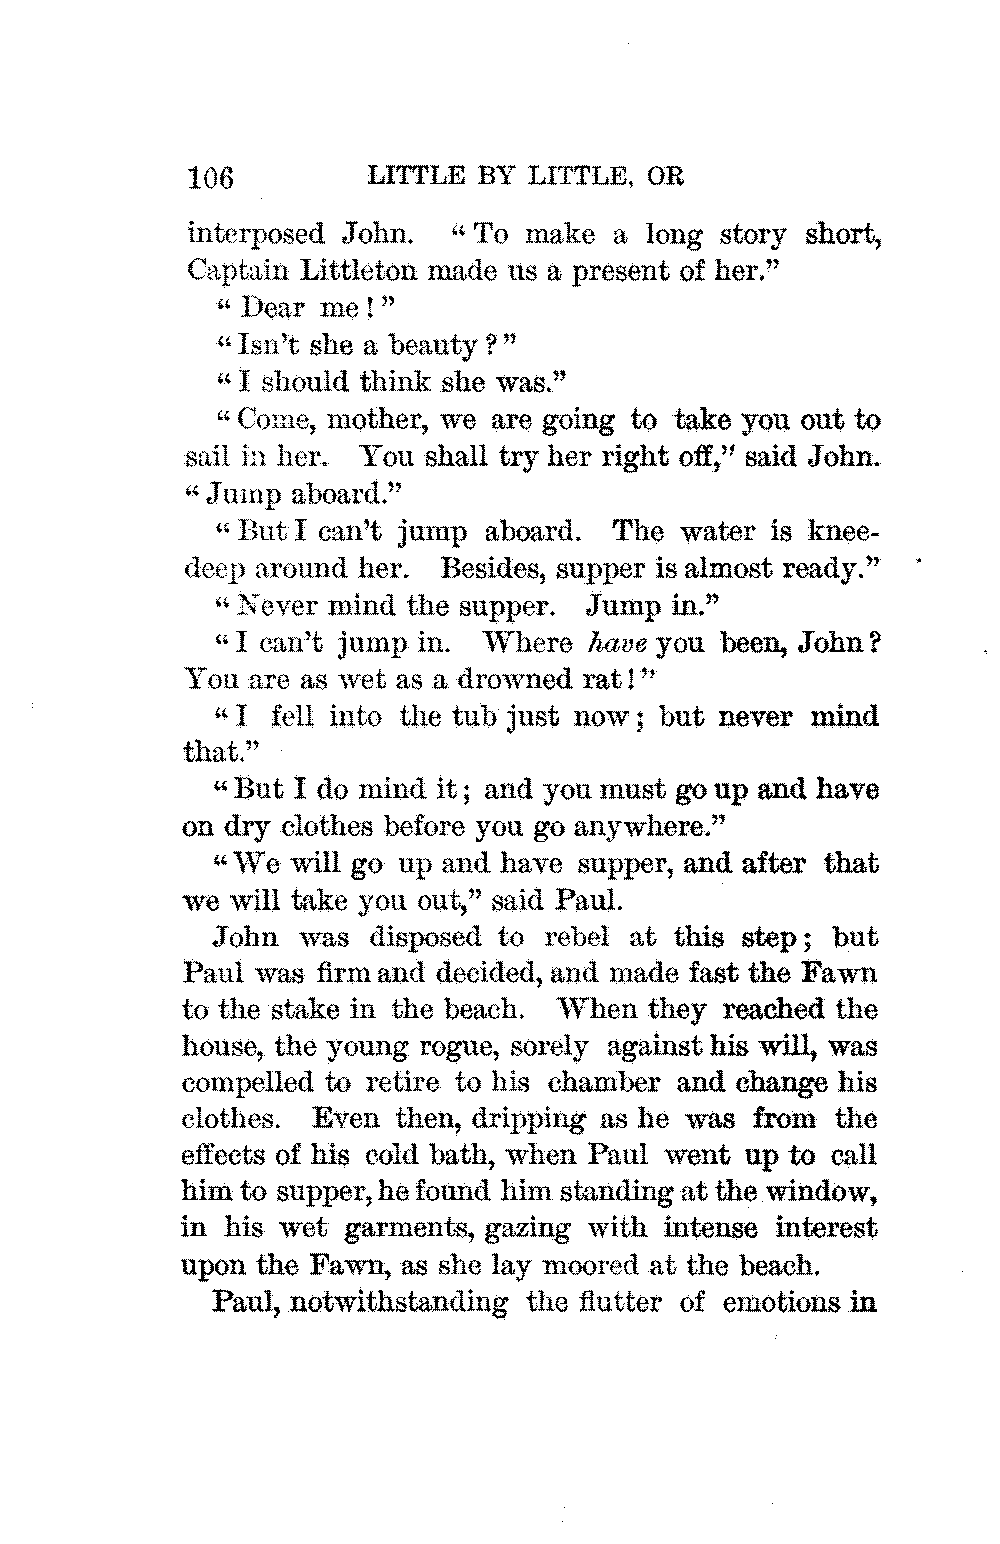 106 LITTLE BY LITTLE, OR
interposed John. "To make a long story short,
Captain Littleton made us a present of her."
"Dear me!"
"Isn't she a beauty?"
"I should think she was."
"Come, mother, we are going to take you out to
sail in her. You shall try her right off," said John.
"Jump aboard."
"But I can't jump aboard. The water is knee-
deep around her. Besides, supper is almost ready."
"Never mind the supper. Jump in."
"I can't jump in. Where have you been, John?
You are as wet as a drowned rat!"
"I fell into the tub just now; but never mind
that."
"But I do mind it; and you must go up and have
on dry clothes before you go anywhere."
"We will go up and have supper, and after that
we will take you out," said Paul.
John was disposed to rebel at this step; but
Paul was firm and decided, and made fast the Fawn
to the stake in the beach. When they reached the
house, the young rogue, sorely against his will, was
compelled to retire to his chamber and change his
clothes. Even then, dripping as he was from the
effects of his cold bath, when Paul went up to call
him to supper, he found him standing at the window,
in his wet garments, gazing with intense interest
upon the Fawn, as she lay moored at the beach.
Paul, notwithstanding the flutter of emotions in